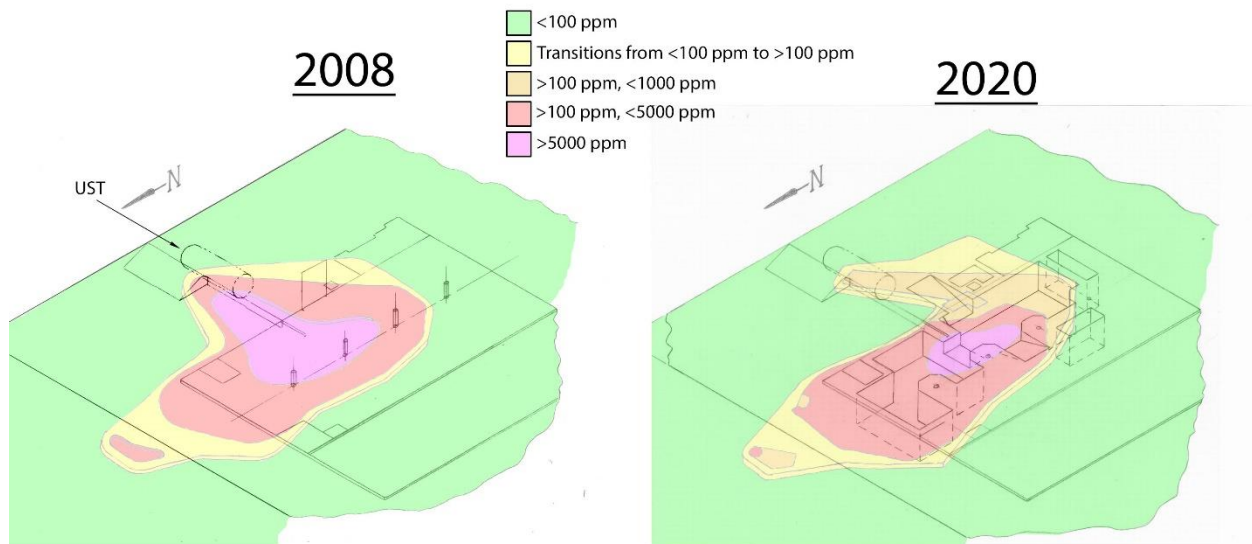 <100 ppm
Transitions from <100 ppm to >100 ppm
>100 ppm, <1000 ppm
>100 ppm, <5000 ppm
>5000 ppm
2008
2020
UST
N
N